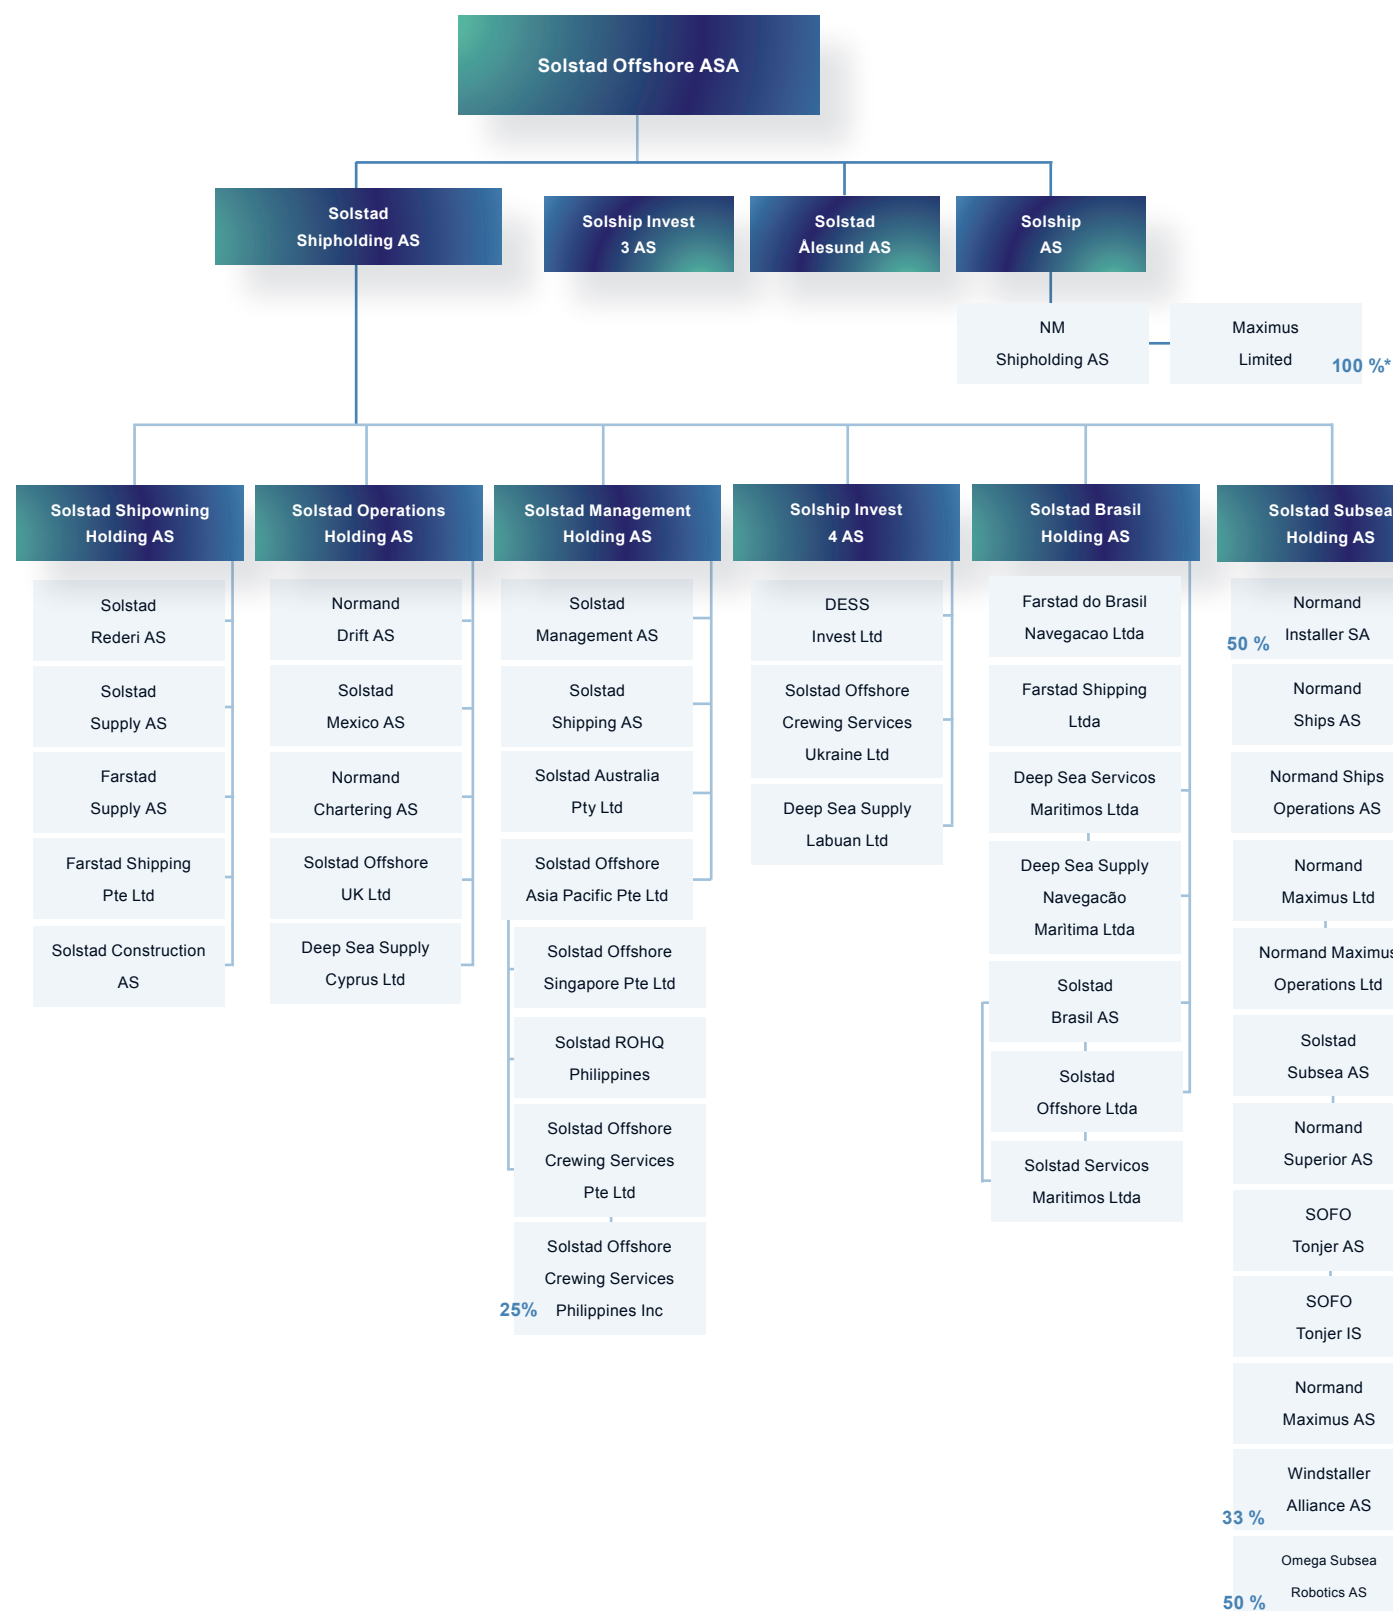 Solstad Offshore ASA
Solstad
Shipholding AS
Solship Invest
3 AS
Solstad
Ålesund AS
Solship
AS
NM
Shipholding AS
Maximus
Limited
100 %*
Solstad Shipowning
Holding AS
Solstad Rederi AS
Solstad
Supply AS
Farstad
Supply AS
Farstad Shipping
Pte Ltd
Solstad Construction
AS
Solstad Operations
Holding AS
Normand
Drift AS
Solstad
Mexico AS
Normand
Chartering AS
Solstad Offshore
UK Ltd
Deep Sea Supply
Cyprus Ltd
Solstad Management
Holding AS
Solstad
Management AS
Solstad
Shipping AS
Solstad Australia
Pty Ltd
Solstad Offshore
Asia Pacific Pte Ltd
Solstad Offshore
Singapore Pte Ltd
Solstad ROHQ
Philippines
Solstad Offshore
Crewing Services
Pte Ltd
Solstad Offshore
Crewing Services
Philippines Inc
25%
Solship Invest
4 AS
DESS
Invest Ltd
Solstad Offshore
Crewing Services
Ukraine Ltd
Deep Sea Supply
Labuan Ltd
Solstad Brasil
Holding AS
Farstad do Brasil
Navegacao Ltda
Farstad Shipping
Ltda
Deep Sea Servicos
Maritimos Ltda
Deep Sea Supply
Navegacão
Marìtima Ltda
Solstad
Brasil AS
Solstad
Offshore Ltda
Solstad Servicos
Maritimos Ltda
Solstad Subsea
Holding AS
Normand
Installer SA
50 %
Normand
Ships AS
Normand Ships
Operations AS
Normand
Maximus Ltd
Normand Maximus
Operations Ltd
Solstad
Subsea AS
Normand
Superior AS
SOFO
Tonjer AS
SOFO
Tonjer IS
Normand
Maximus AS
Windstaller
Alliance AS
33 %
Omega Subsea
Robotics AS
50 %